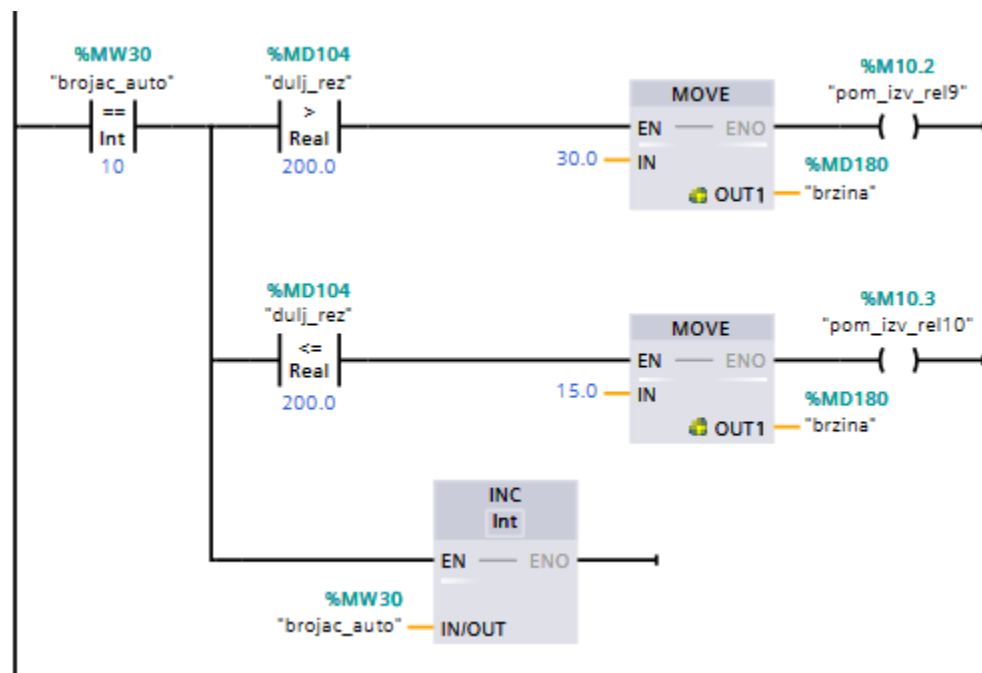 %MW30
"brojac_auto"
==
Int
10
%MD104
"dulj_rez"
>
Real
200.0
MOVE
EN
ENO
30.0
IN
OUT1
%M10.2
"pom_izv_rel9"
%MD180
"brzina"
%MD104
"dulj_rez"
<=
Real
200.0
MOVE
EN
ENO
15.0
IN
OUT1
%M10.3
"pom_izv_rel10"
%MD180
"brzina"
INC
Int
EN
ENO
%MW30
"brojac_auto"
IN/OUT